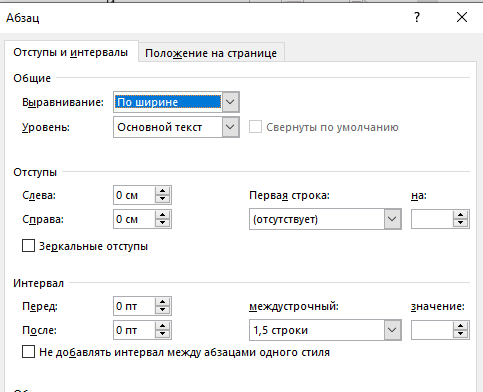 Абзац ? ×
Отступы и интервалы Положение на странице
Общие
Выравнивание: По ширине
Уровень: Основной текст Свернуты по умолчанию
Отступы
Слева: 0 см Первая строка: на:
Справа: 0 см (отсутствует)
Зеркальные отступы
Интервал
Перед: 0 пт междустрочный: значение:
После: 0 пт 1,5 строки
Не добавлять интервал между абзацами одного стиля